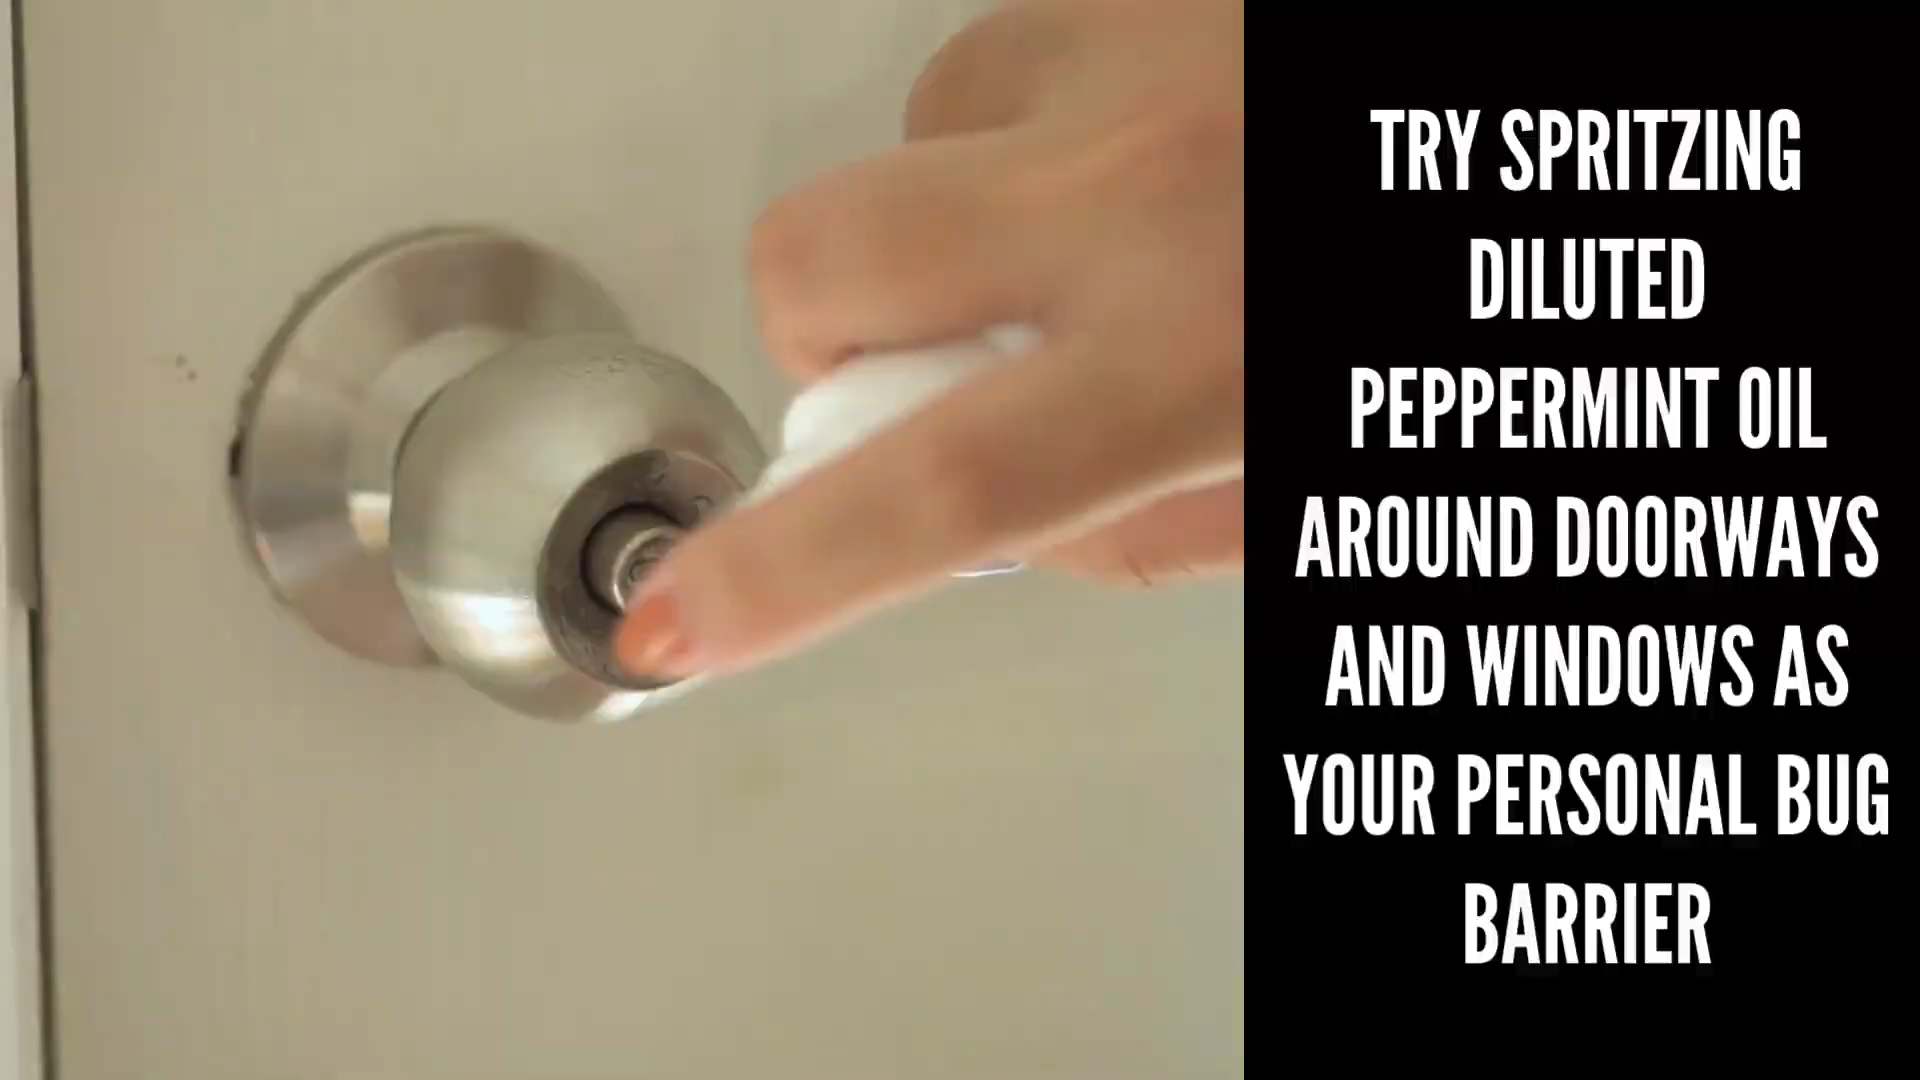 TRY SPRITZING
DILUTED
PEPPERMINT OIL
AROUND DOORWAYS
AND WINDOWS AS
YOUR PERSONAL BUG
BARRIER